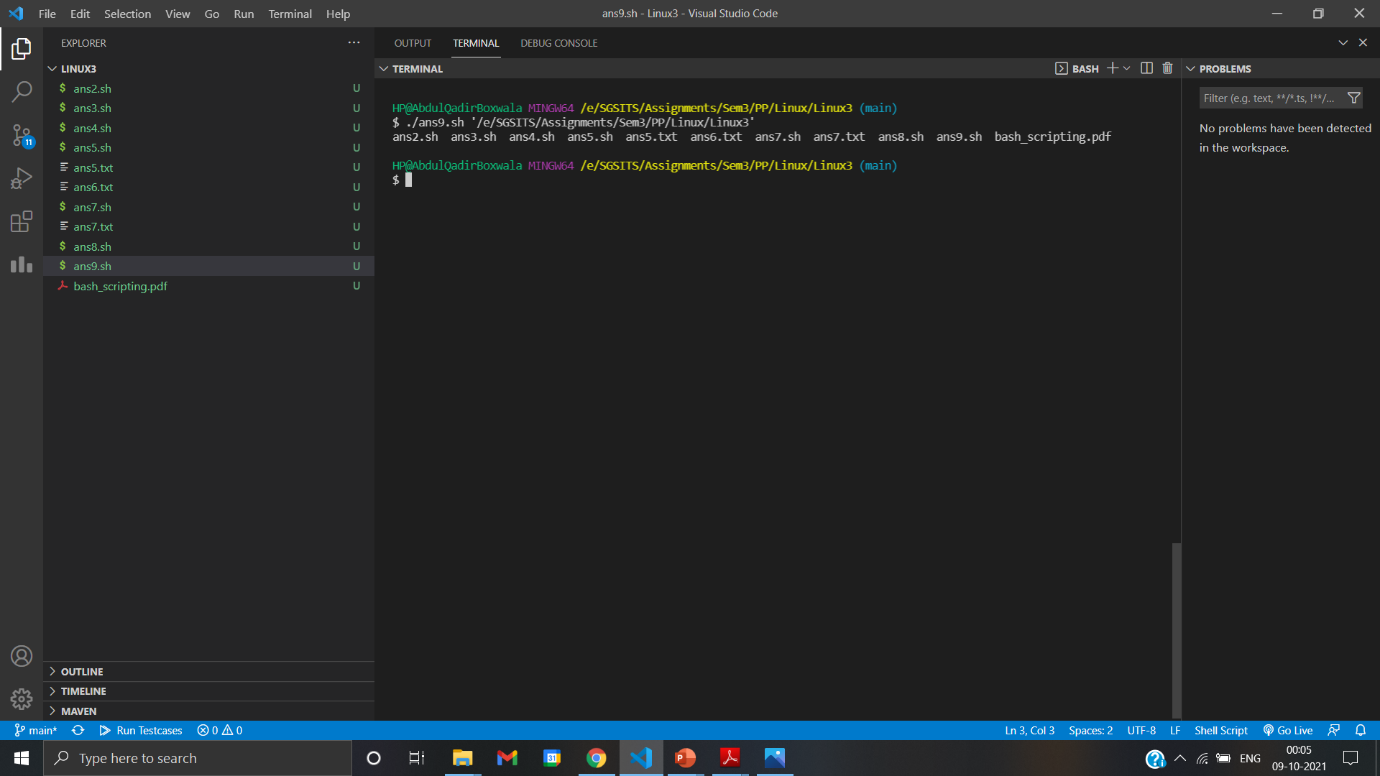 File Edit Selection View Go Run Terminal Help
ans9.sh - Linux3 - Visual Studio Code
EXPLORER
LINUX3
$ ans2.sh U
$ ans3.sh U
$ ans4.sh U
$ ans5.sh U
ans5.txt U
ans6.txt U
$ ans7.sh U
ans7.txt U
$ ans8.sh U
$ ans9.sh U
bash_scripting.pdf U
11
OUTLINE
TIMELINE
MAVEN
OUTPUT TERMINAL DEBUG CONSOLE
TERMINAL
BASH
HP@AbdulQadirBoxwala MINGW64 /e/SGSITS/Assignments/Sem3/PP/Linux/Linux3 (main)
$ ./ans9.sh '/e/SGSITS/Assignments/Sem3/PP/Linux/Linux3'
ans2.sh ans3.sh ans4.sh ans5.sh ans5.txt ans6.txt ans7.sh ans7.txt ans8.sh ans9.sh bash_scripting.pdf
HP@AbdulQadirBoxwala MINGW64 /e/SGSITS/Assignments/Sem3/PP/Linux/Linux3 (main)
$
PROBLEMS
Filter (e.g. text, **/*.ts, !**/...
No problems have been detected
in the workspace.
main* Run Testcases 0 0
Ln 3, Col 3 Spaces: 2 UTF-8 LF Shell Script Go Live
Type here to search
31
ENG
00:05
09-10-2021